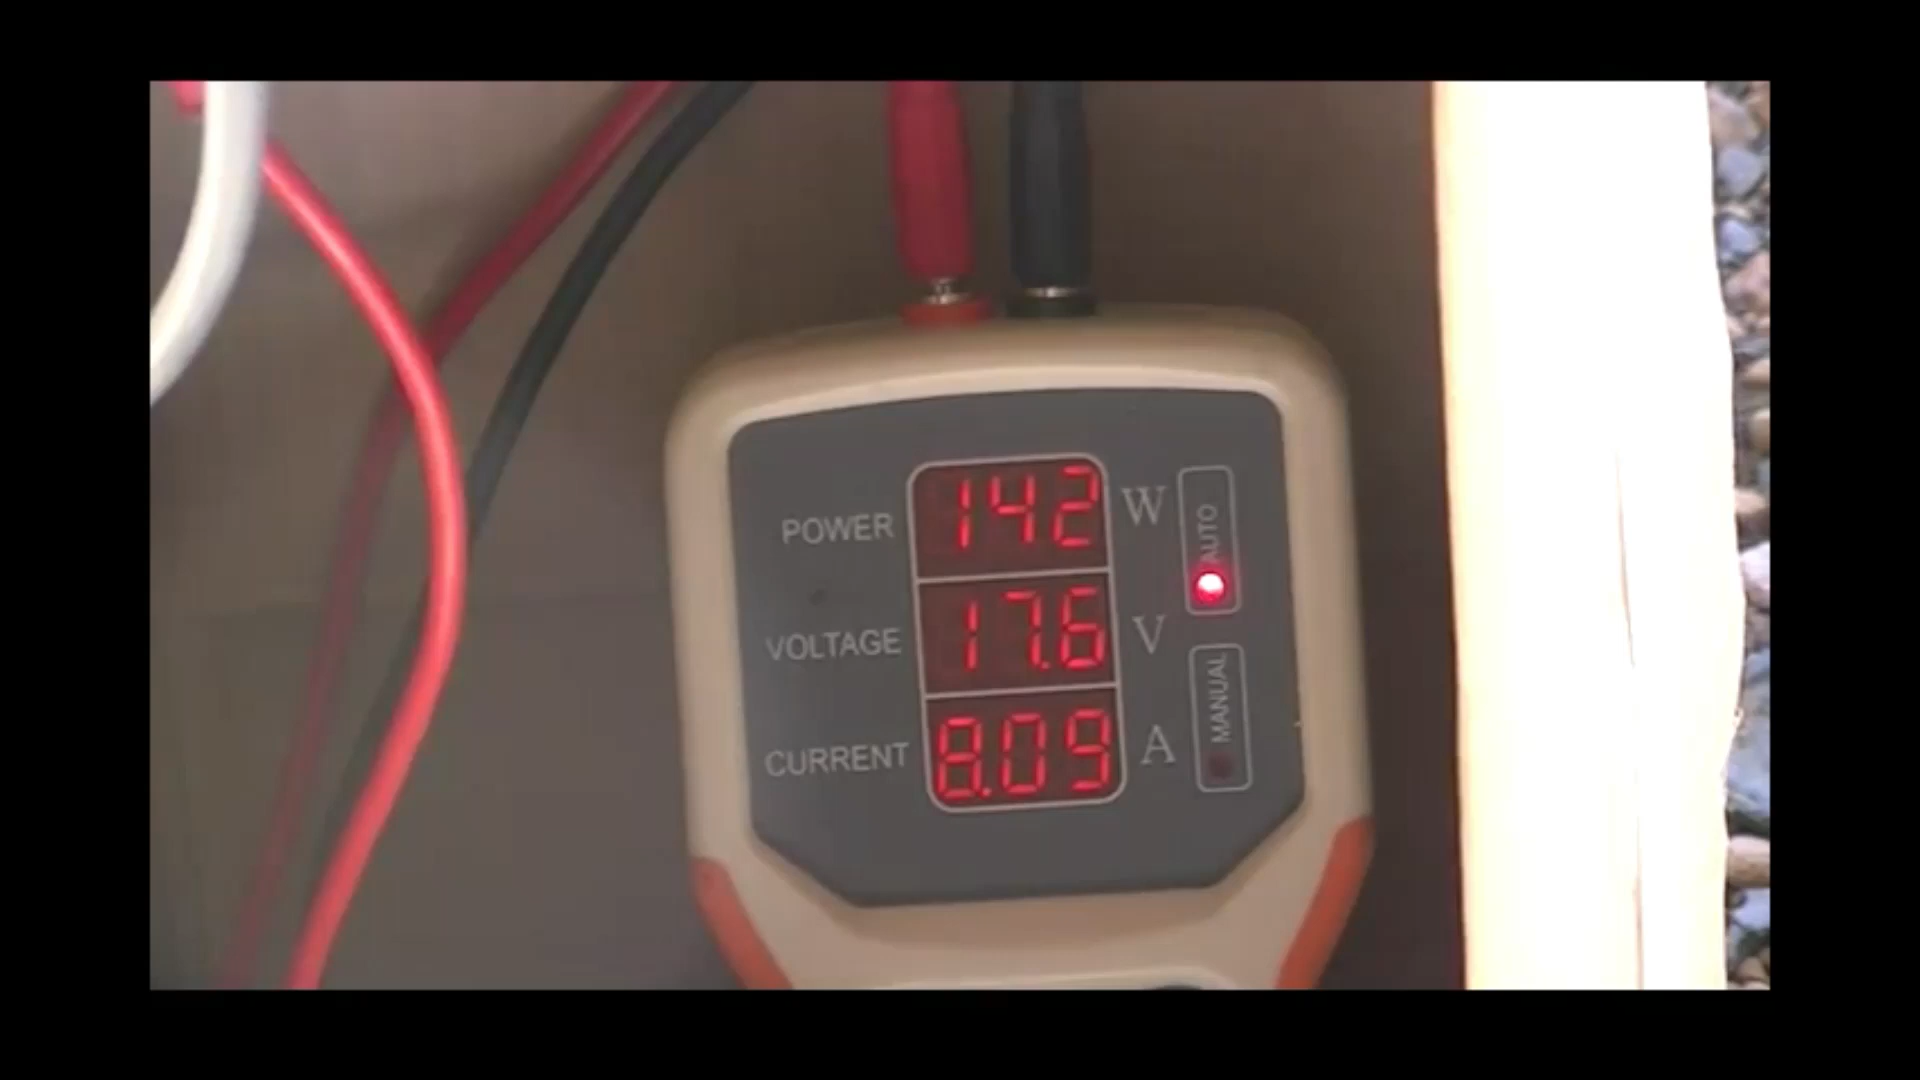 POWER 142 W
AUTO
VOLTAGE 17.6 V
MANUAL
CURRENT 8.09 A